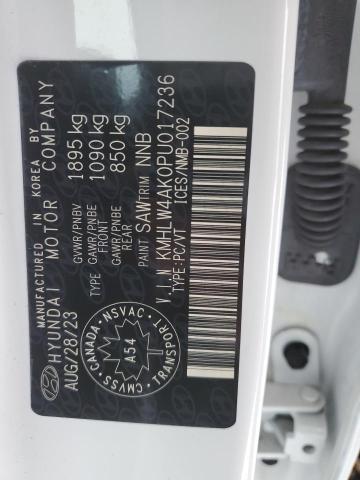 MANUFACTURED IN KOREA BY
HYUNDAI MOTOR COMPANY
AUG/28/23
GVWR/PNBV 1895 kg
GAWR/PNBE FRONT 1090 kg
GAWR/PNBE REAR 850 kg
PAINT SAW TRIM NNB
V.I.N KMHLW4AK0PU017236
TYPE:PC/VT ICES/NMB-002
CANADA
NSVAC
TRANSPORT
CMVSS
A54